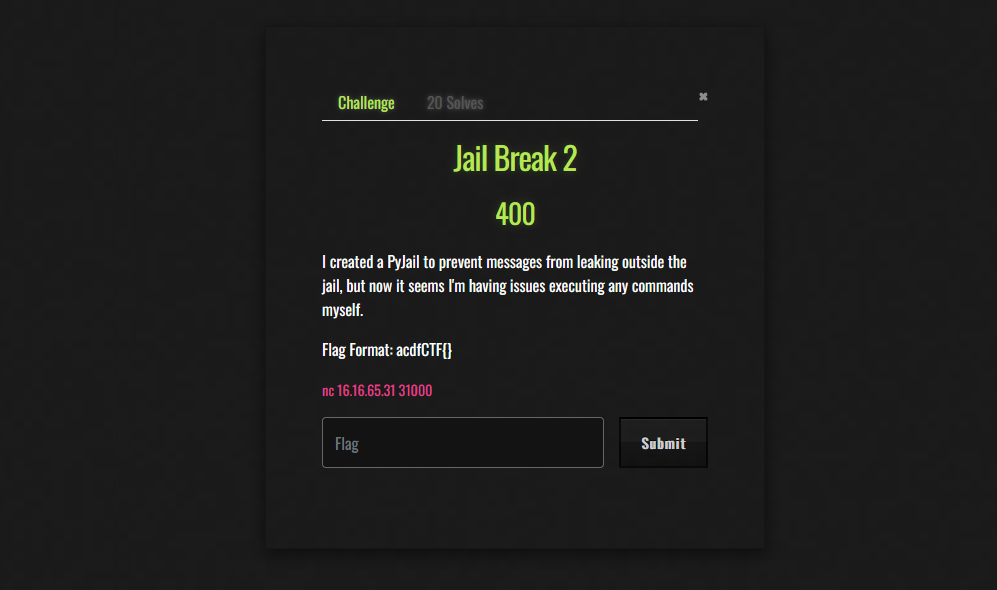 Challenge 20 Solves ✖
Jail Break 2
400
I created a PyJail to prevent messages from leaking outside the
jail, but now it seems I'm having issues executing any commands
myself.
Flag Format: acdfCTF{}
nc 16.16.65.31 31000
Flag Submit